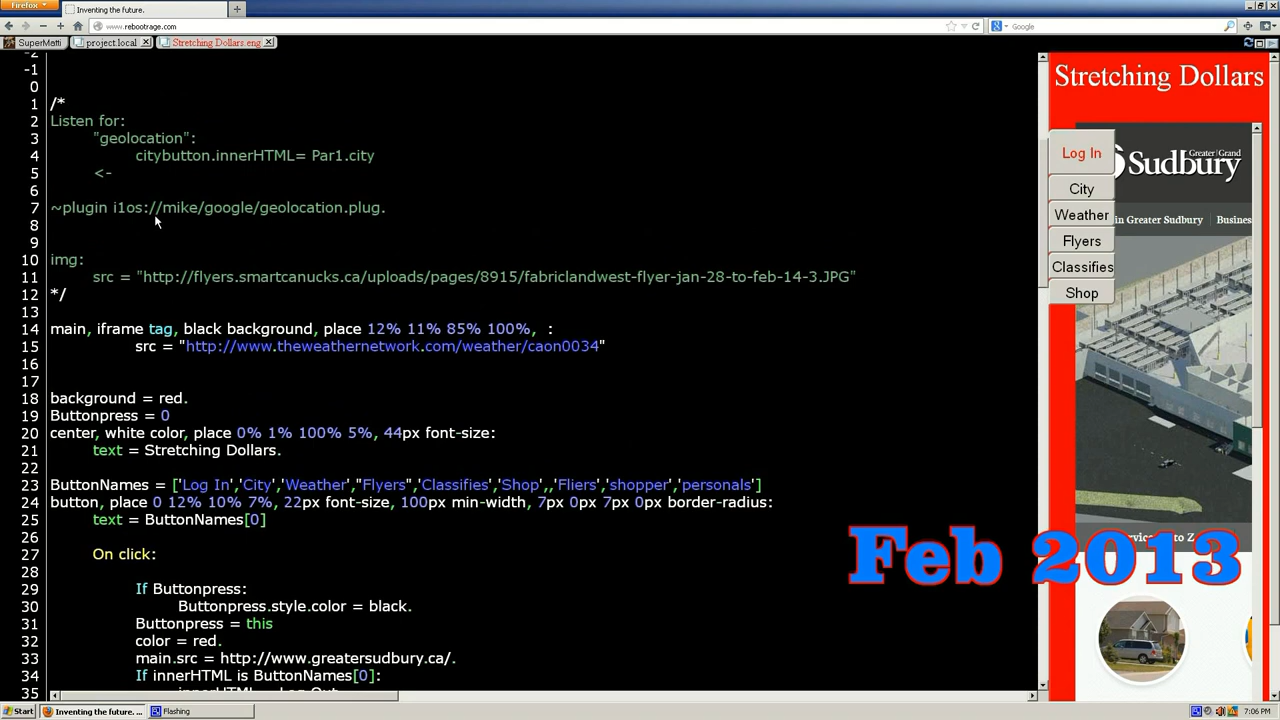 Firefox
Inventing the future.
www.rebootrage.com
Google
SuperMatti
project.local
Stretching Dollars.eng
-2
-1
0
1 /*
2 Listen for:
3 "geolocation":
4 citybutton.innerHTML= Par1.city
5 <-
6
7 ~plugin i1os://mike/google/geolocation.plug.
8
9
10 img:
11 src = "http://flyers.smartcanucks.ca/uploads/pages/8915/fabriclandwest-flyer-jan-28-to-feb-14-3.JPG"
12 */
13
14 main, iframe tag, black background, place 12% 11% 85% 100%, :
15 src = "http://www.theweathernetwork.com/weather/caon0034"
16
17
18 background = red.
19 Buttonpress = 0
20 center, white color, place 0% 1% 100% 5%, 44px font-size:
21 text = Stretching Dollars.
22
23 ButtonNames = ['Log In','City','Weather',"Flyers",'Classifies','Shop',,'Fliers','shopper','personals']
24 button, place 0 12% 10% 7%, 22px font-size, 100px min-width, 7px 0px 7px 0px border-radius:
25 text = ButtonNames[0]
26
27 On click:
28
29 If Buttonpress:
30 Buttonpress.style.color = black.
31 Buttonpress = this
32 color = red.
33 main.src = http://www.greatersudbury.ca/.
34 If innerHTML is ButtonNames[0]:
35
Stretching Dollars
Greater | Grand
Sudbury
Log In
City
in Greater Sudbury Busines
Weather
Flyers
Classifies
Shop
Feb 2013
Start
Inventing the future. ...
Flashing
7:06 PM